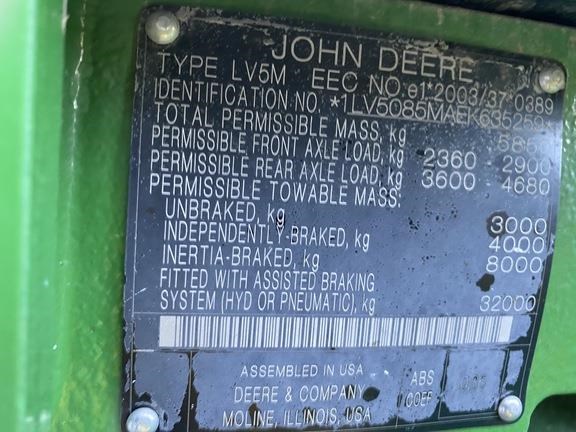 JOHN DEERE
TYPE LV5M EEC NO. e1*2003/37*0389
IDENTIFICATION NO.
TOTAL PERMISSIBLE MASS, kg
PERMISSIBLE FRONT AXLE LOAD, kg 2360 - 2900
PERMISSIBLE REAR AXLE LOAD, kg 3600 - 4680
PERMISSIBLE TOWABLE MASS:
UNBRAKED, kg 3000
INDEPENDENTLY-BRAKED, kg 4000
INERTIA-BRAKED, kg 8000
FITTED WITH ASSISTED BRAKING
SYSTEM (HYD OR PNEUMATIC), kg 32000
ASSEMBLED IN USA
DEERE & COMPANY
MOLINE, ILLINOIS, USA
ABS
COEF